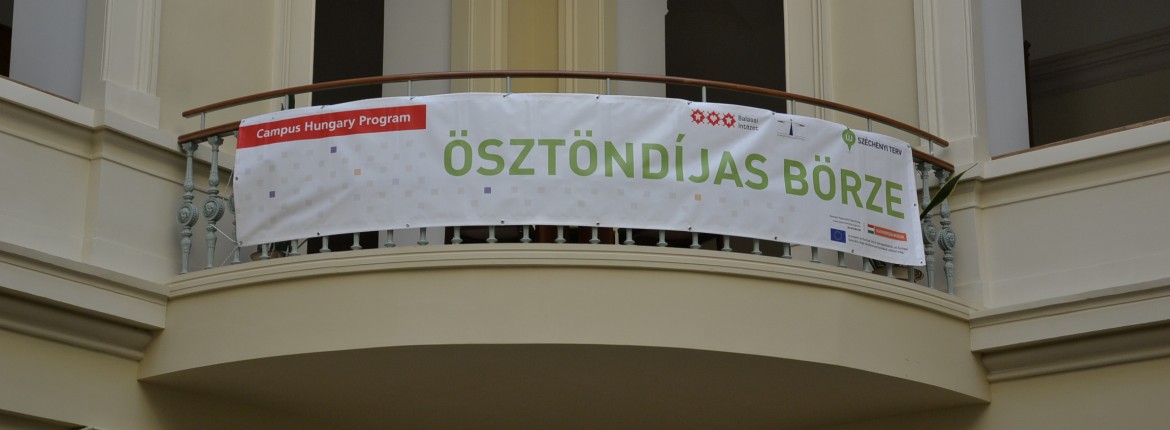 Campus Hungary Program
ÖSZTÖNDÍJAS BÖRZE
Balassi
Intézet
SZÉCHENYI TERV